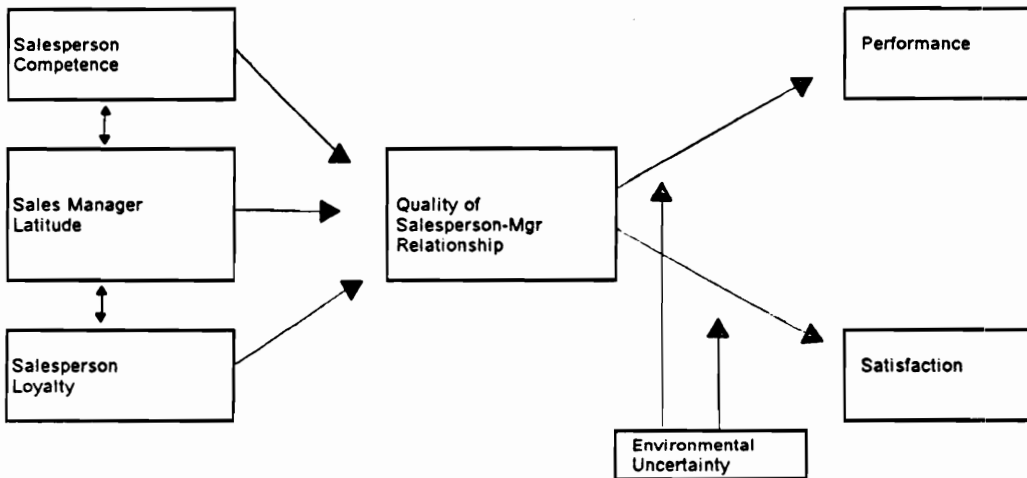 Salesperson
Competence
Performance
Sales Manager
Latitude
Quality of
Salesperson-Mgr
Relationship
Salesperson
Loyalty
Satisfaction
Environmental
Uncertainty